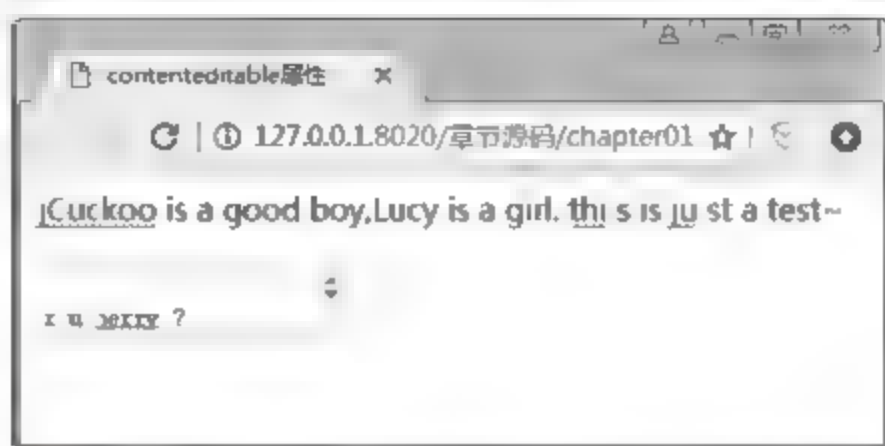 contenteditable属性
127.0.0.1:8020/章节源码/chapter01
jCuckoo is a good boy,Lucy is a girl. thi s is ju st a test~
r u jerry ?